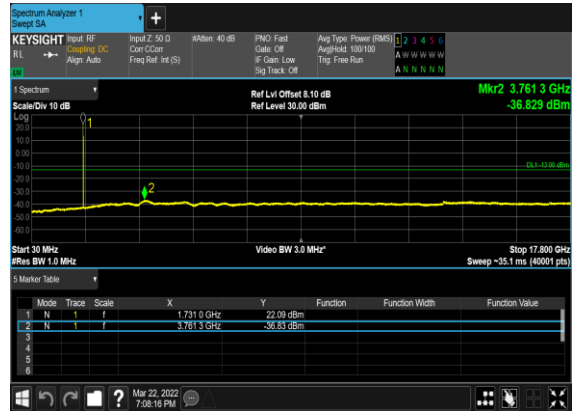 Spectrum Analyzer 1
Swept SA
+
KEYSIGHT Input: RF Input Z: 50 Ω #Atten: 40 dB PNO: Fast Avg Type: Power (RMS) 1 2 3 4 5 6
RL Coupling: DC Corr CCorr Gate: Off Avg|Hold: 100/100 A W W W W W
Align: Auto Freq Ref: Int (S) IF Gain: Low Trig: Free Run
Sig Track: Off A N N N N N
1 Spectrum Ref Lvl Offset 8.10 dB Mkr2 3.761 3 GHz
Scale/Div 10 dB Ref Level 30.00 dBm -36.829 dBm
Log
1
20.0
10.0
0.00
-10.0 DL1 -13.00 dBm
-20.0
-30.0 2
-40.0
-50.0
-60.0
Start 30 MHz Video BW 3.0 MHz* Stop 17.800 GHz
#Res BW 1.0 MHz Sweep ~35.1 ms (40001 pts)
5 Marker Table
Mode Trace Scale X Y Function Function Width Function Value
1 N 1 f 1.731 0 GHz 22.09 dBm
2 N 1 f 3.761 3 GHz -36.83 dBm
3
4
5
6
? Mar 22, 2022
7:08:16 PM